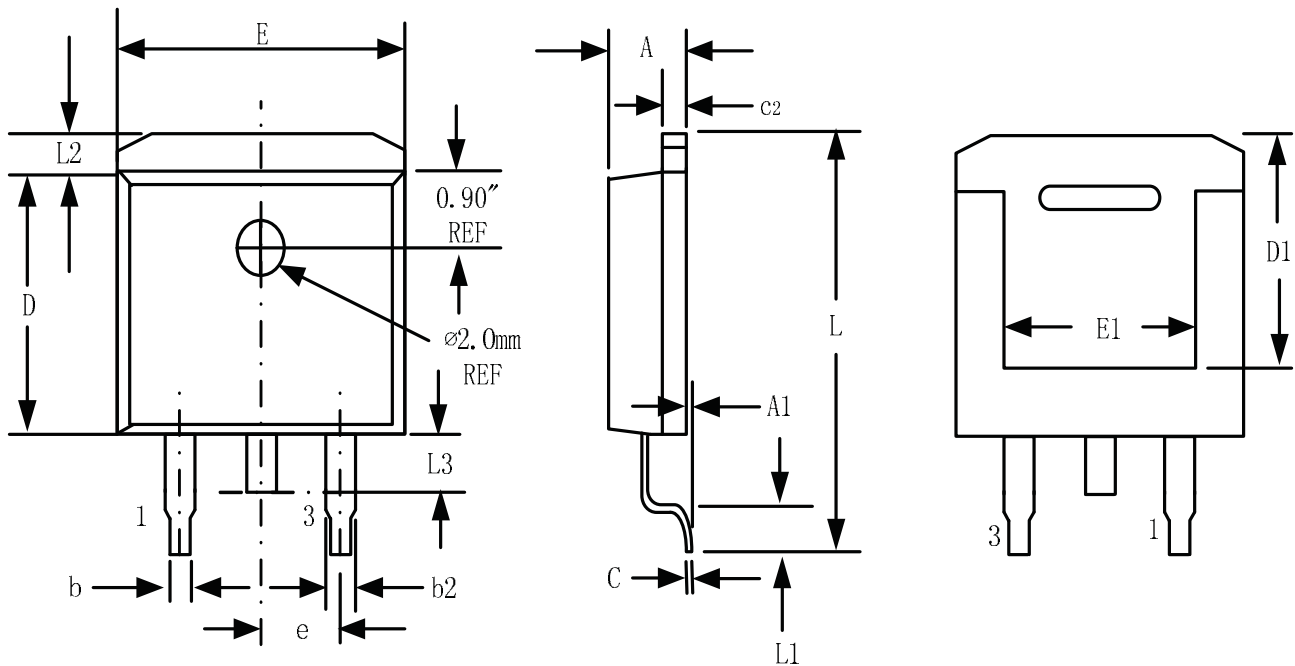 E
L2
0.90″
REF
D
⌀2.0mm
REF
L3
1
3
b
b2
e
A
c2
L
A1
C
L1
D1
E1
3
1